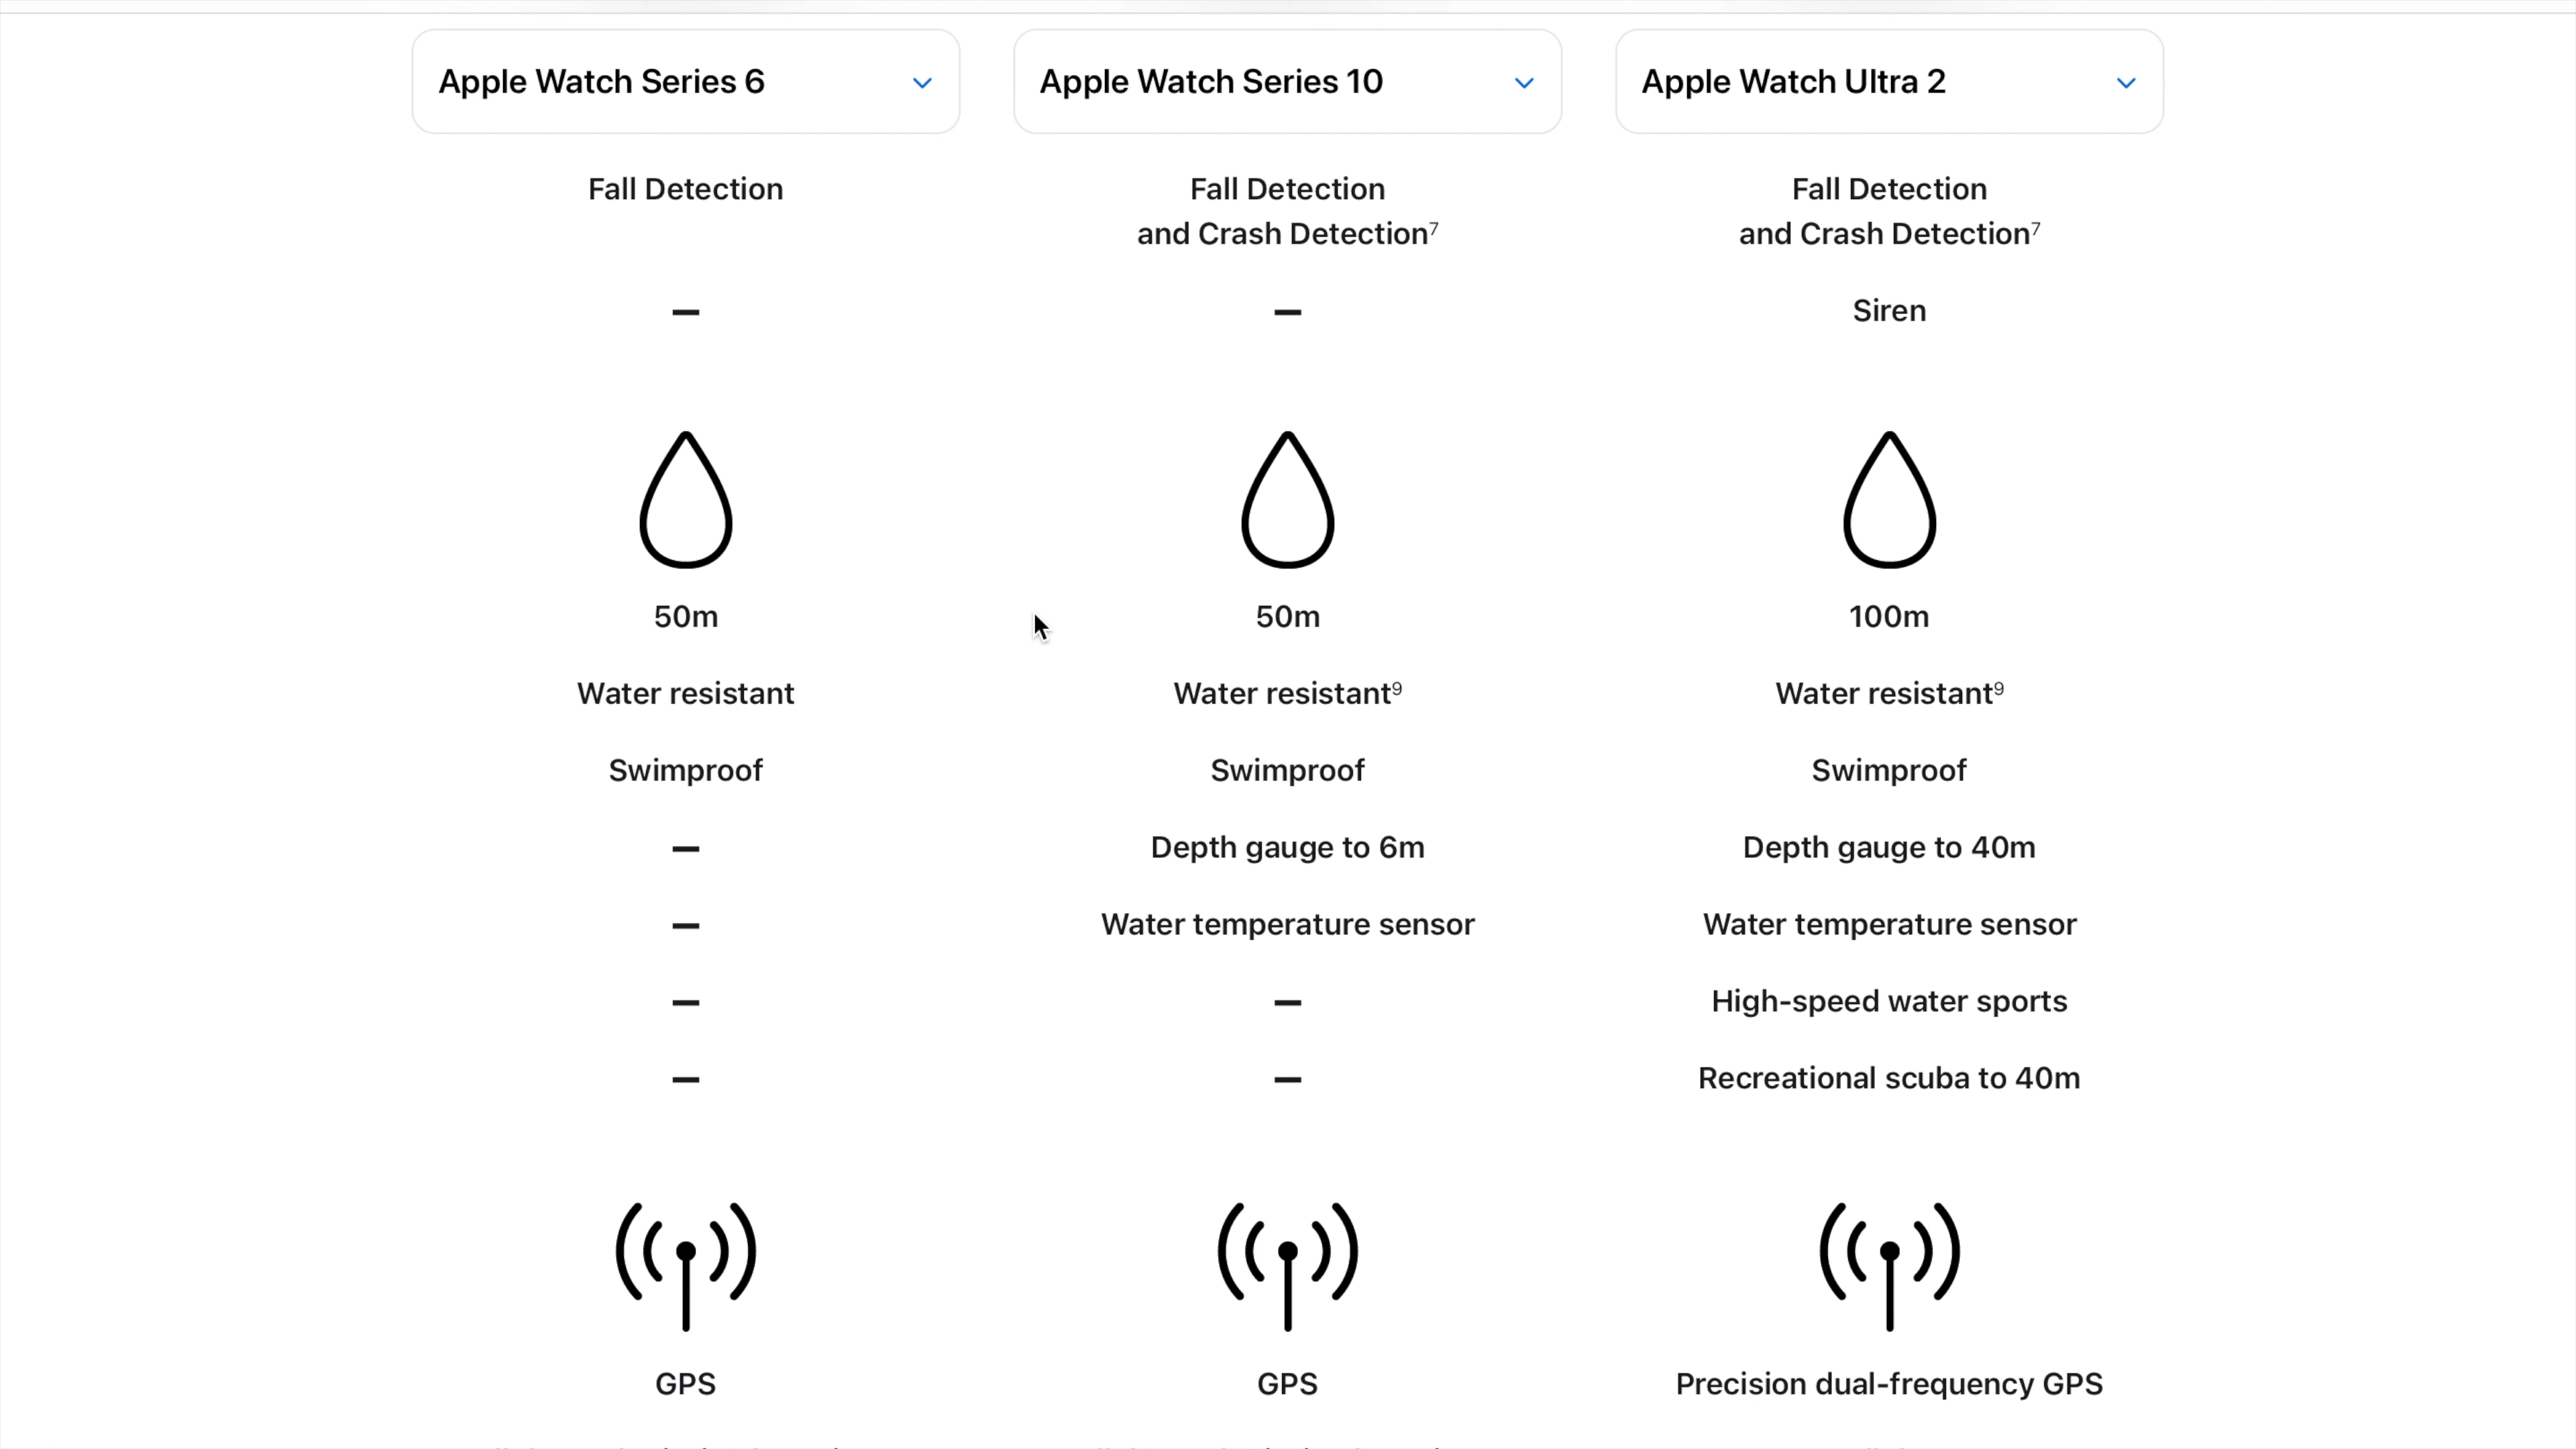 Apple Watch Series 6
Apple Watch Series 10
Apple Watch Ultra 2
Fall Detection
Fall Detection
and Crash Detection⁷
Fall Detection
and Crash Detection⁷
–
–
Siren
50m
50m
100m
Water resistant
Water resistant⁹
Water resistant⁹
Swimproof
Swimproof
Swimproof
–
Depth gauge to 6m
Depth gauge to 40m
–
Water temperature sensor
Water temperature sensor
–
–
High-speed water sports
–
–
Recreational scuba to 40m
GPS
GPS
Precision dual-frequency GPS